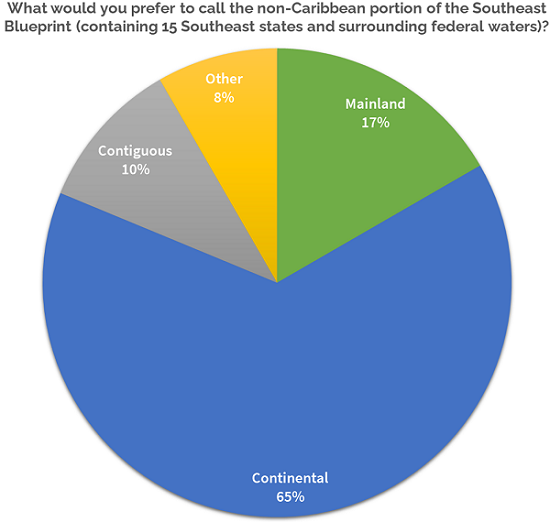 What would you prefer to call the non-Caribbean portion of the Southeast
Blueprint (containing 15 Southeast states and surrounding federal waters)?
Other
8%
Mainland
17%
Contiguous
10%
Continental
65%